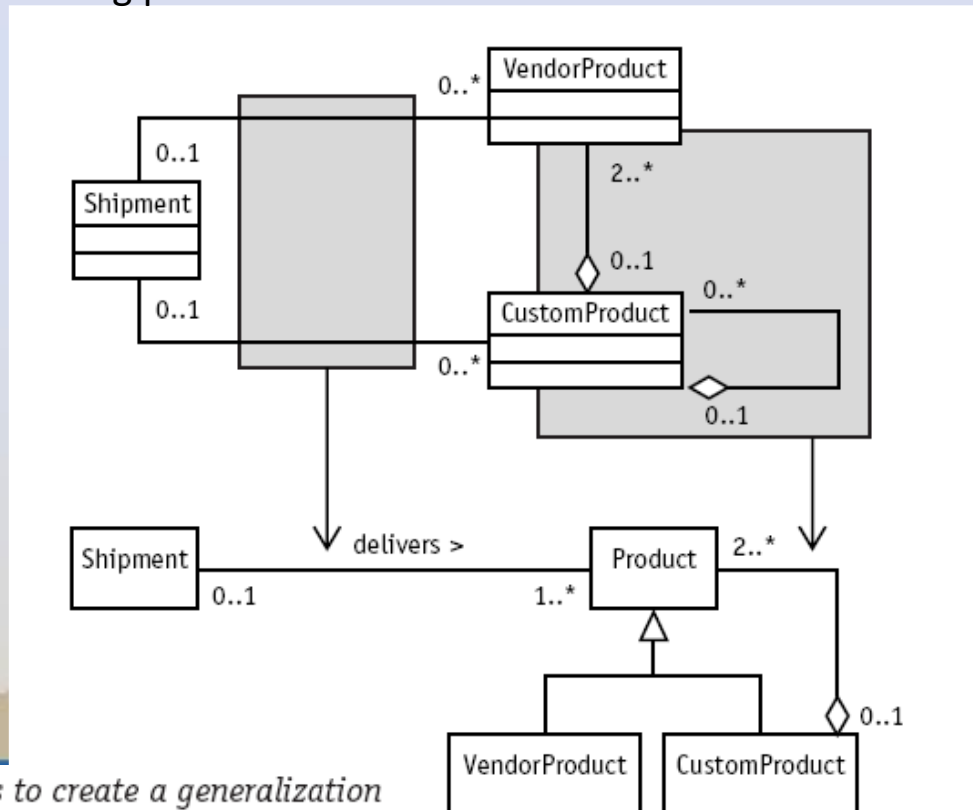 0..*
VendorProduct
0..1
2..*
Shipment
0..1
0..*
CustomProduct
0..1
0..*
0..1
delivers >
2..*
Shipment
Product
0..1
1..*
0..1
VendorProduct
CustomProduct
to create a generalization